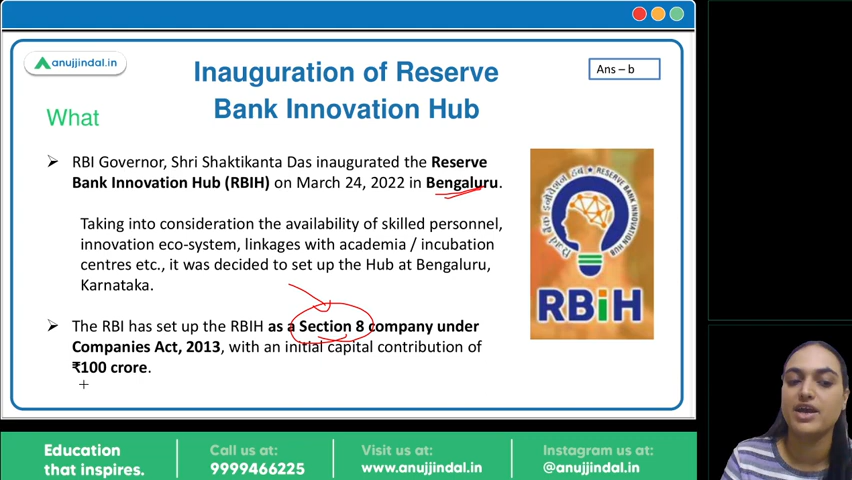 anujjindal.in
Inauguration of Reserve
Bank Innovation Hub
Ans – b
What
➢ RBI Governor, Shri Shaktikanta Das inaugurated the Reserve
Bank Innovation Hub (RBIH) on March 24, 2022 in Bengaluru.
Taking into consideration the availability of skilled personnel,
innovation eco-system, linkages with academia / incubation
centres etc., it was decided to set up the Hub at Bengaluru,
Karnataka.
➢ The RBI has set up the RBIH as a Section 8 company under
Companies Act, 2013, with an initial capital contribution of
₹100 crore.
RESERVE BANK INNOVATION HUB
RBiH
Education
that inspires.
Call us at:
9999466225
Visit us at:
www.anujjindal.in
Instagram us at:
@anujjindal.in